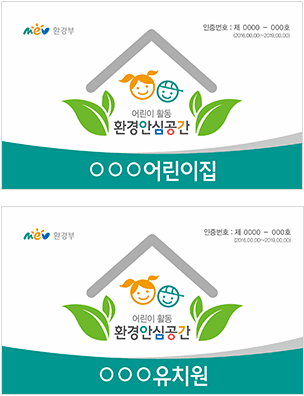 me√ 환경부
인증번호 : 제 0000 - 000호
(2016.00.00~2019.00.00)
어린이 활동
환경안심공간
○○○어린이집
me√ 환경부
인증번호 : 제 0000 - 000호
(2016.00.00~2019.00.00)
어린이 활동
환경안심공간
○○○유치원